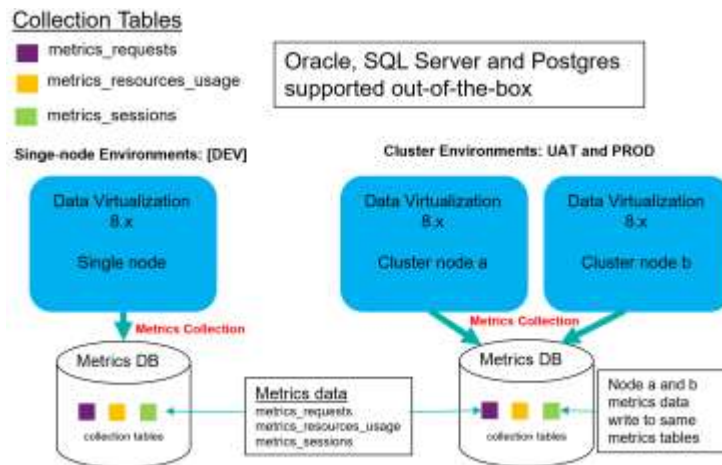 Collection Tables
metrics_requests
metrics_resources_usage
metrics_sessions
Oracle, SQL Server and Postgres
supported out-of-the-box
Singe-node Environments: [DEV]
Cluster Environments: UAT and PROD
Data Virtualization
8.x
Single node
Data Virtualization
8.x
Cluster node a
Data Virtualization
8.x
Cluster node b
Metrics Collection
Metrics Collection
Metrics DB
collection tables
Metrics data
metrics_requests
metrics_resources_usage
metrics_sessions
Metrics DB
collection tables
Node a and b
metrics data
write to same
metrics tables